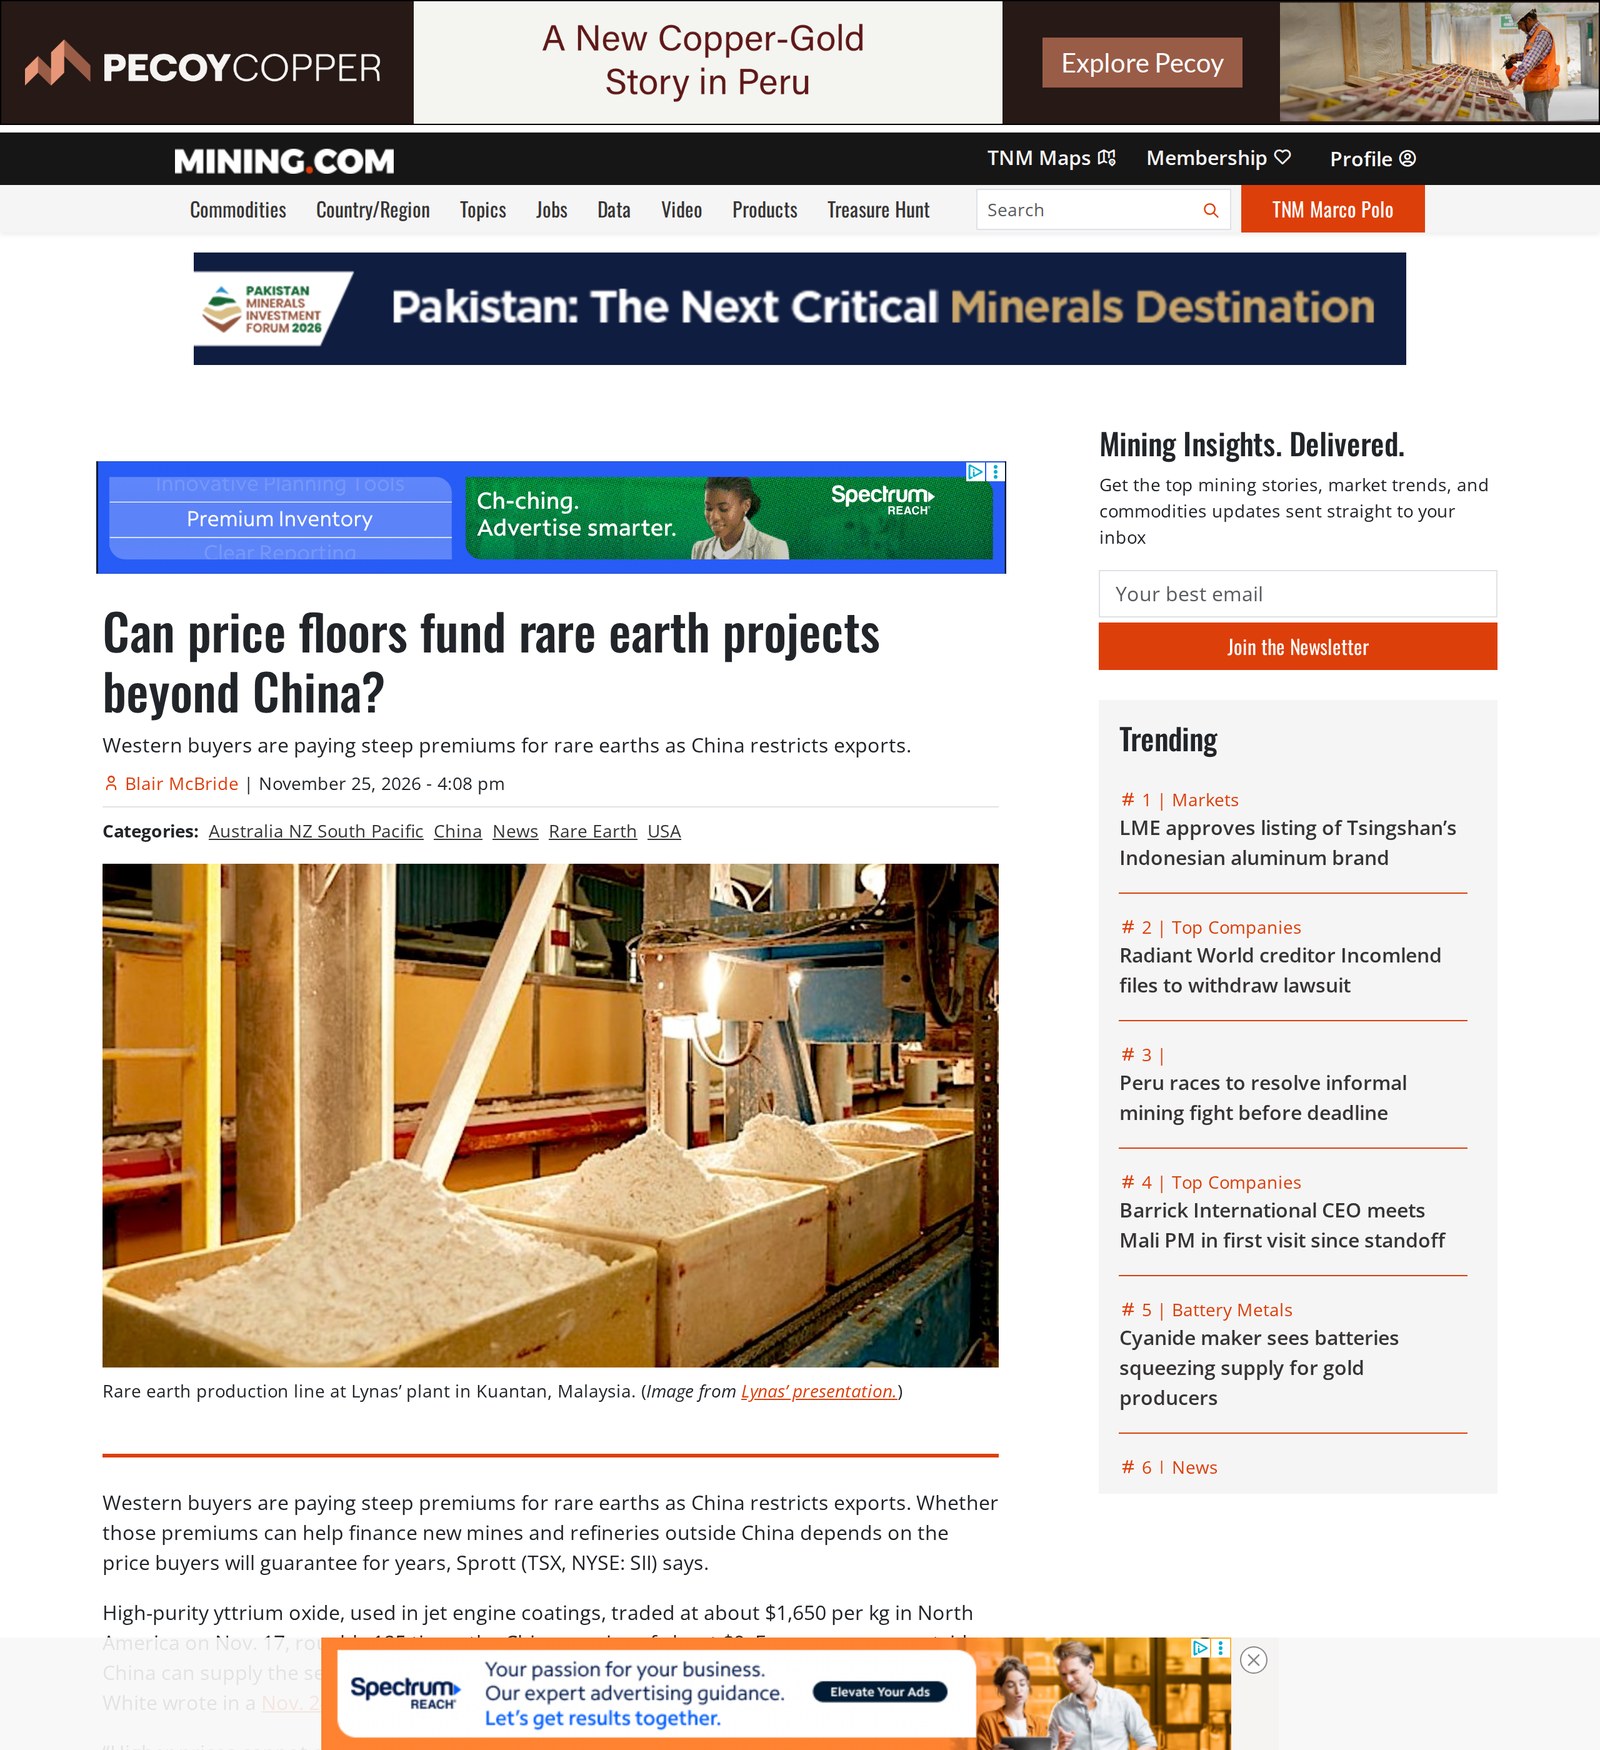 PECOYCOPPER
A New Copper-Gold
Story in Peru
Explore Pecoy
MINING.COM
TNM Maps
Membership
Profile
Commodities
Country/Region
Topics
Jobs
Data
Video
Products
Treasure Hunt
Search
TNM Marco Polo
PAKISTAN
MINERALS
INVESTMENT
FORUM 2026
Pakistan: The Next Critical Minerals Destination
Innovative Planning Tools
Premium Inventory
Clear Reporting
Ch-ching.
Advertise smarter.
Spectrum
REACH
Can price floors fund rare earth projects
beyond China?
Western buyers are paying steep premiums for rare earths as China restricts exports.
Blair McBride | November 25, 2026 - 4:08 pm
Categories: Australia NZ South Pacific China News Rare Earth USA
Rare earth production line at Lynas’ plant in Kuantan, Malaysia. (Image from Lynas’ presentation.)
Western buyers are paying steep premiums for rare earths as China restricts exports. Whether
those premiums can help finance new mines and refineries outside China depends on the
price buyers will guarantee for years, Sprott (TSX, NYSE: SII) says.
High-purity yttrium oxide, used in jet engine coatings, traded at about $1,650 per kg in North
America on Nov. 17,
China can supply the
White wrote in a Nov.
Mining Insights. Delivered.
Get the top mining stories, market trends, and
commodities updates sent straight to your
inbox
Your best email
Join the Newsletter
Trending
# 1 | Markets
LME approves listing of Tsingshan’s
Indonesian aluminum brand
# 2 | Top Companies
Radiant World creditor Incomlend
files to withdraw lawsuit
# 3 |
Peru races to resolve informal
mining fight before deadline
# 4 | Top Companies
Barrick International CEO meets
Mali PM in first visit since standoff
# 5 | Battery Metals
Cyanide maker sees batteries
squeezing supply for gold
producers
# 6 | News
Spectrum
REACH
Your passion for your business.
Our expert advertising guidance.
Let’s get results together.
Elevate Your Ads